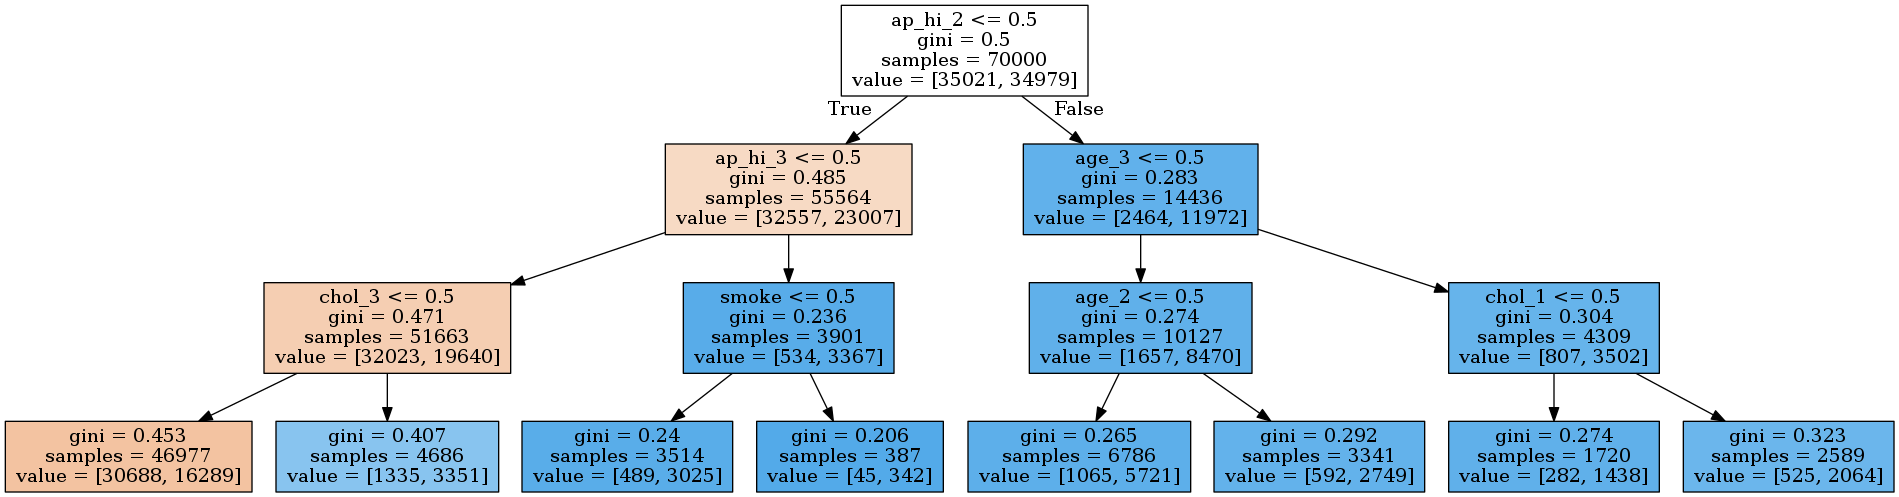 ap_hi_2 <= 0.5
gini = 0.5
samples = 70000
value = [35021, 34979]
True
False
ap_hi_3 <= 0.5
gini = 0.485
samples = 55564
value = [32557, 23007]
age_3 <= 0.5
gini = 0.283
samples = 14436
value = [2464, 11972]
chol_3 <= 0.5
gini = 0.471
samples = 51663
value = [32023, 19640]
smoke <= 0.5
gini = 0.236
samples = 3901
value = [534, 3367]
age_2 <= 0.5
gini = 0.274
samples = 10127
value = [1657, 8470]
chol_1 <= 0.5
gini = 0.304
samples = 4309
value = [807, 3502]
gini = 0.453
samples = 46977
value = [30688, 16289]
gini = 0.407
samples = 4686
value = [1335, 3351]
gini = 0.24
samples = 3514
value = [489, 3025]
gini = 0.206
samples = 387
value = [45, 342]
gini = 0.265
samples = 6786
value = [1065, 5721]
gini = 0.292
samples = 3341
value = [592, 2749]
gini = 0.274
samples = 1720
value = [282, 1438]
gini = 0.323
samples = 2589
value = [525, 2064]